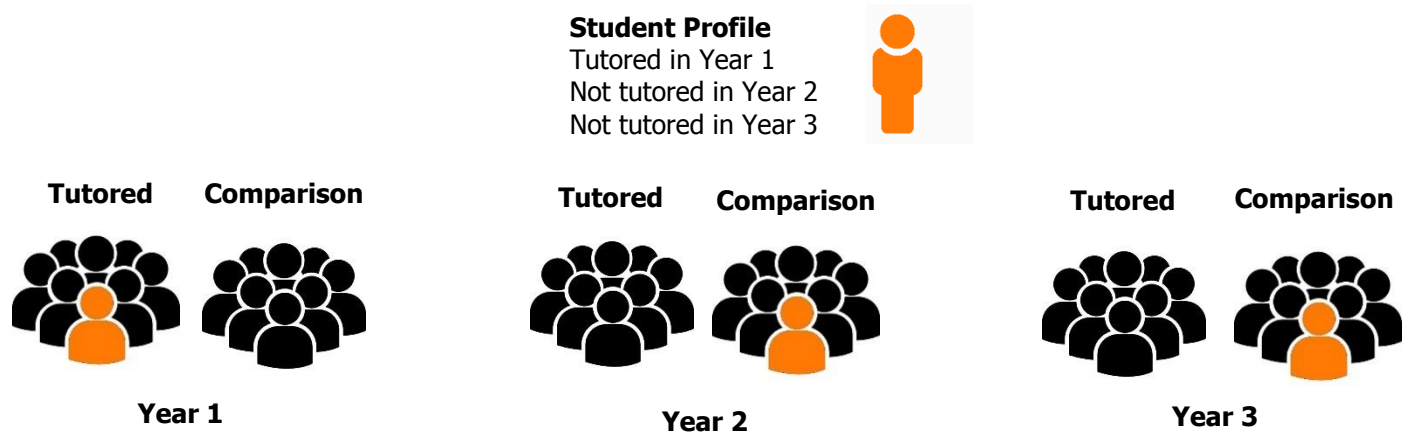 Student Profile
Tutored in Year 1
Not tutored in Year 2
Not tutored in Year 3
Tutored Comparison
Year 1
Tutored Comparison
Year 2
Tutored Comparison
Year 3